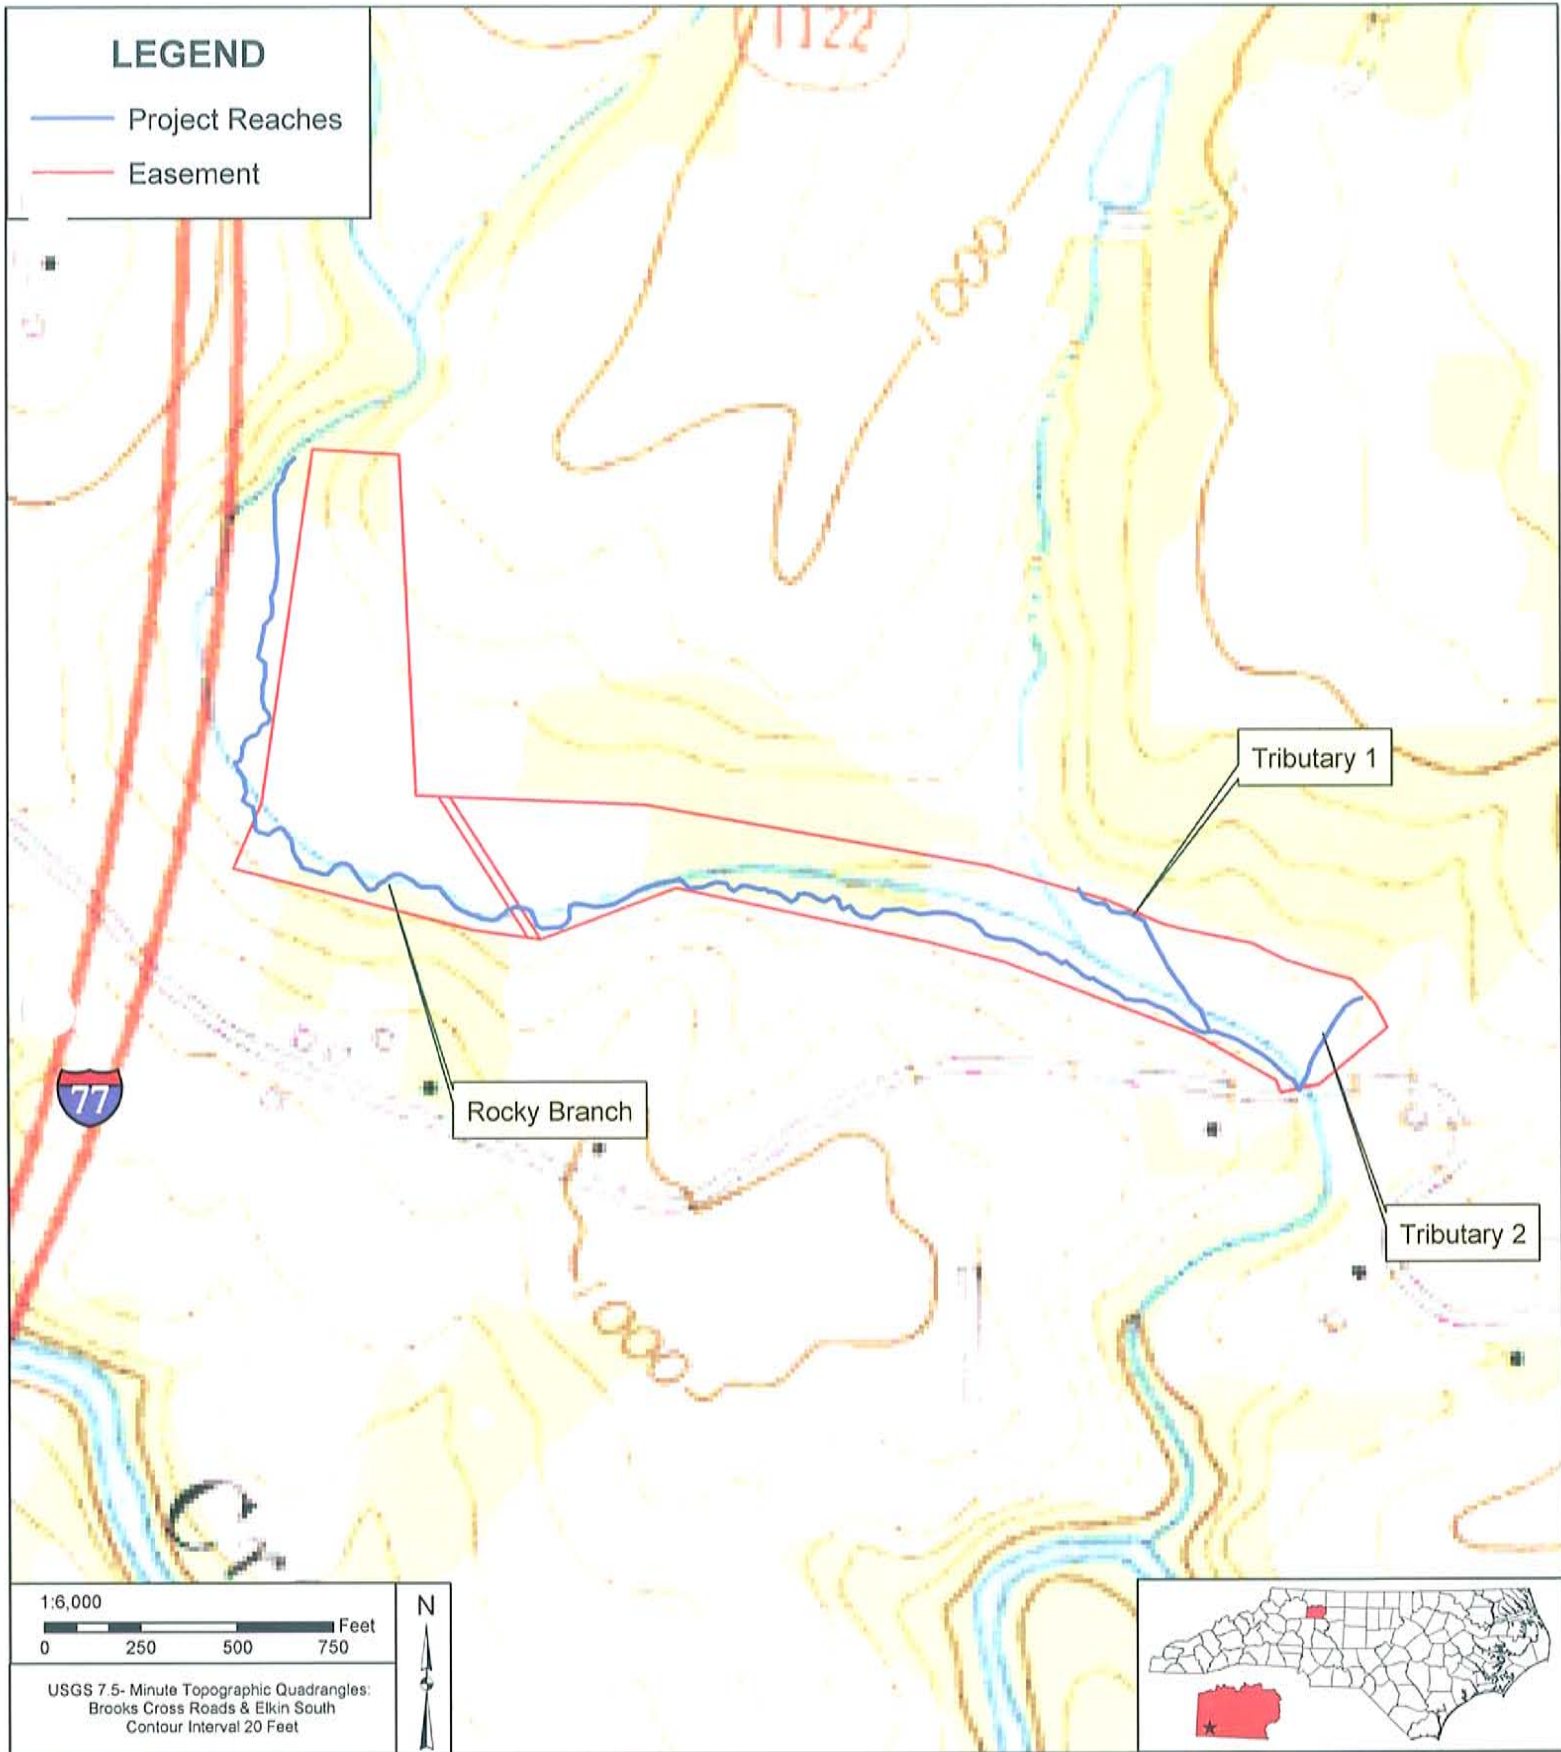 LEGEND
Project Reaches
Easement
1122
1000
Tributary 1
77
Rocky Branch
Tributary 2
1000
1:6,000
Feet
0 250 500 750
N
USGS 7.5- Minute Topographic Quadrangles:
Brooks Cross Roads & Elkin South
Contour Interval 20 Feet